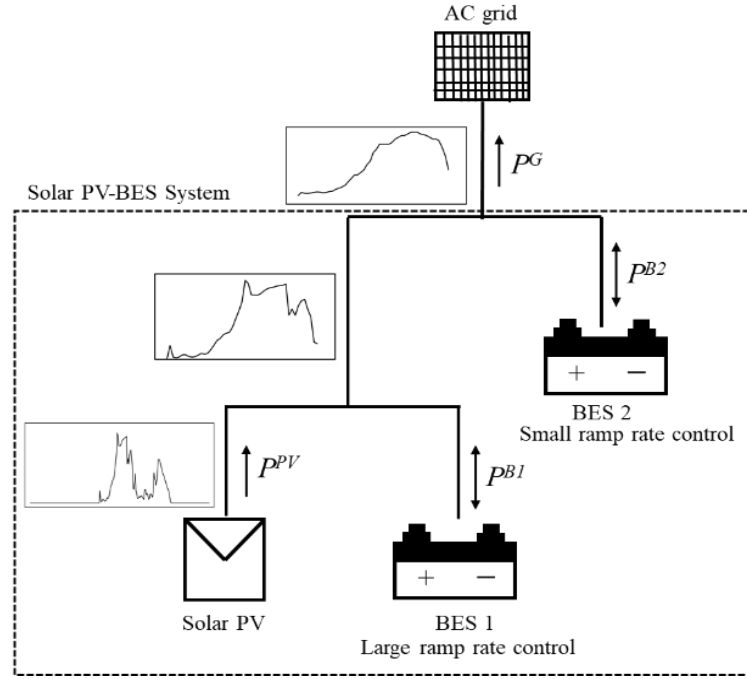 AC grid
P^G
Solar PV-BES System
P^B2
+ −
BES 2
Small ramp rate control
P^PV
P^B1
+ −
Solar PV
BES 1
Large ramp rate control